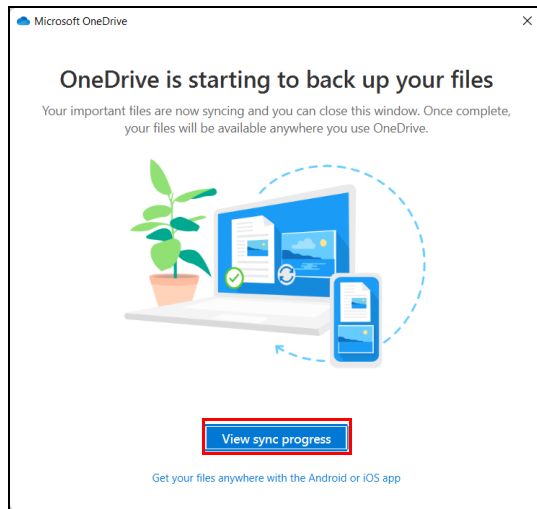 Microsoft OneDrive
OneDrive is starting to back up your files
Your important files are now syncing and you can close this window. Once complete,
your files will be available anywhere you use OneDrive.
View sync progress
Get your files anywhere with the Android or iOS app